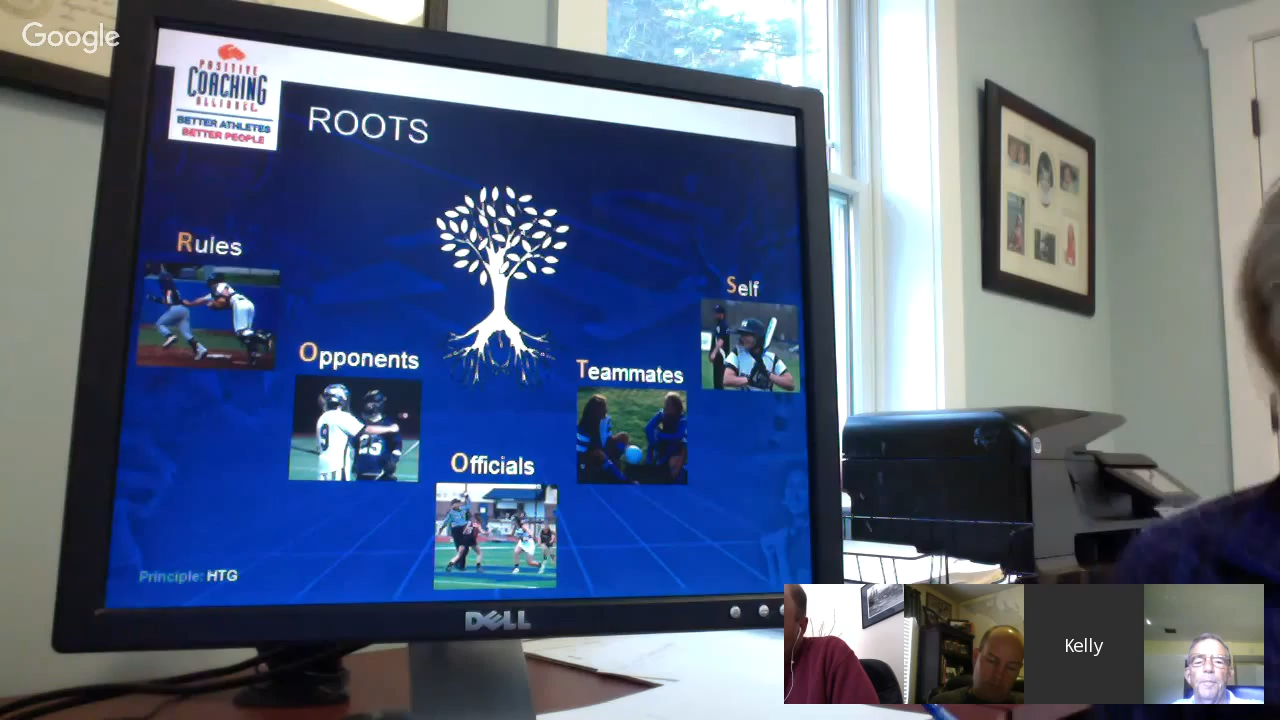 Google
POSITIVE
COACHING
ALLIANCE
BETTER ATHLETES
BETTER PEOPLE
ROOTS
Rules
Self
Opponents
Teammates
Officials
Principle: HTG
DELL
Kelly